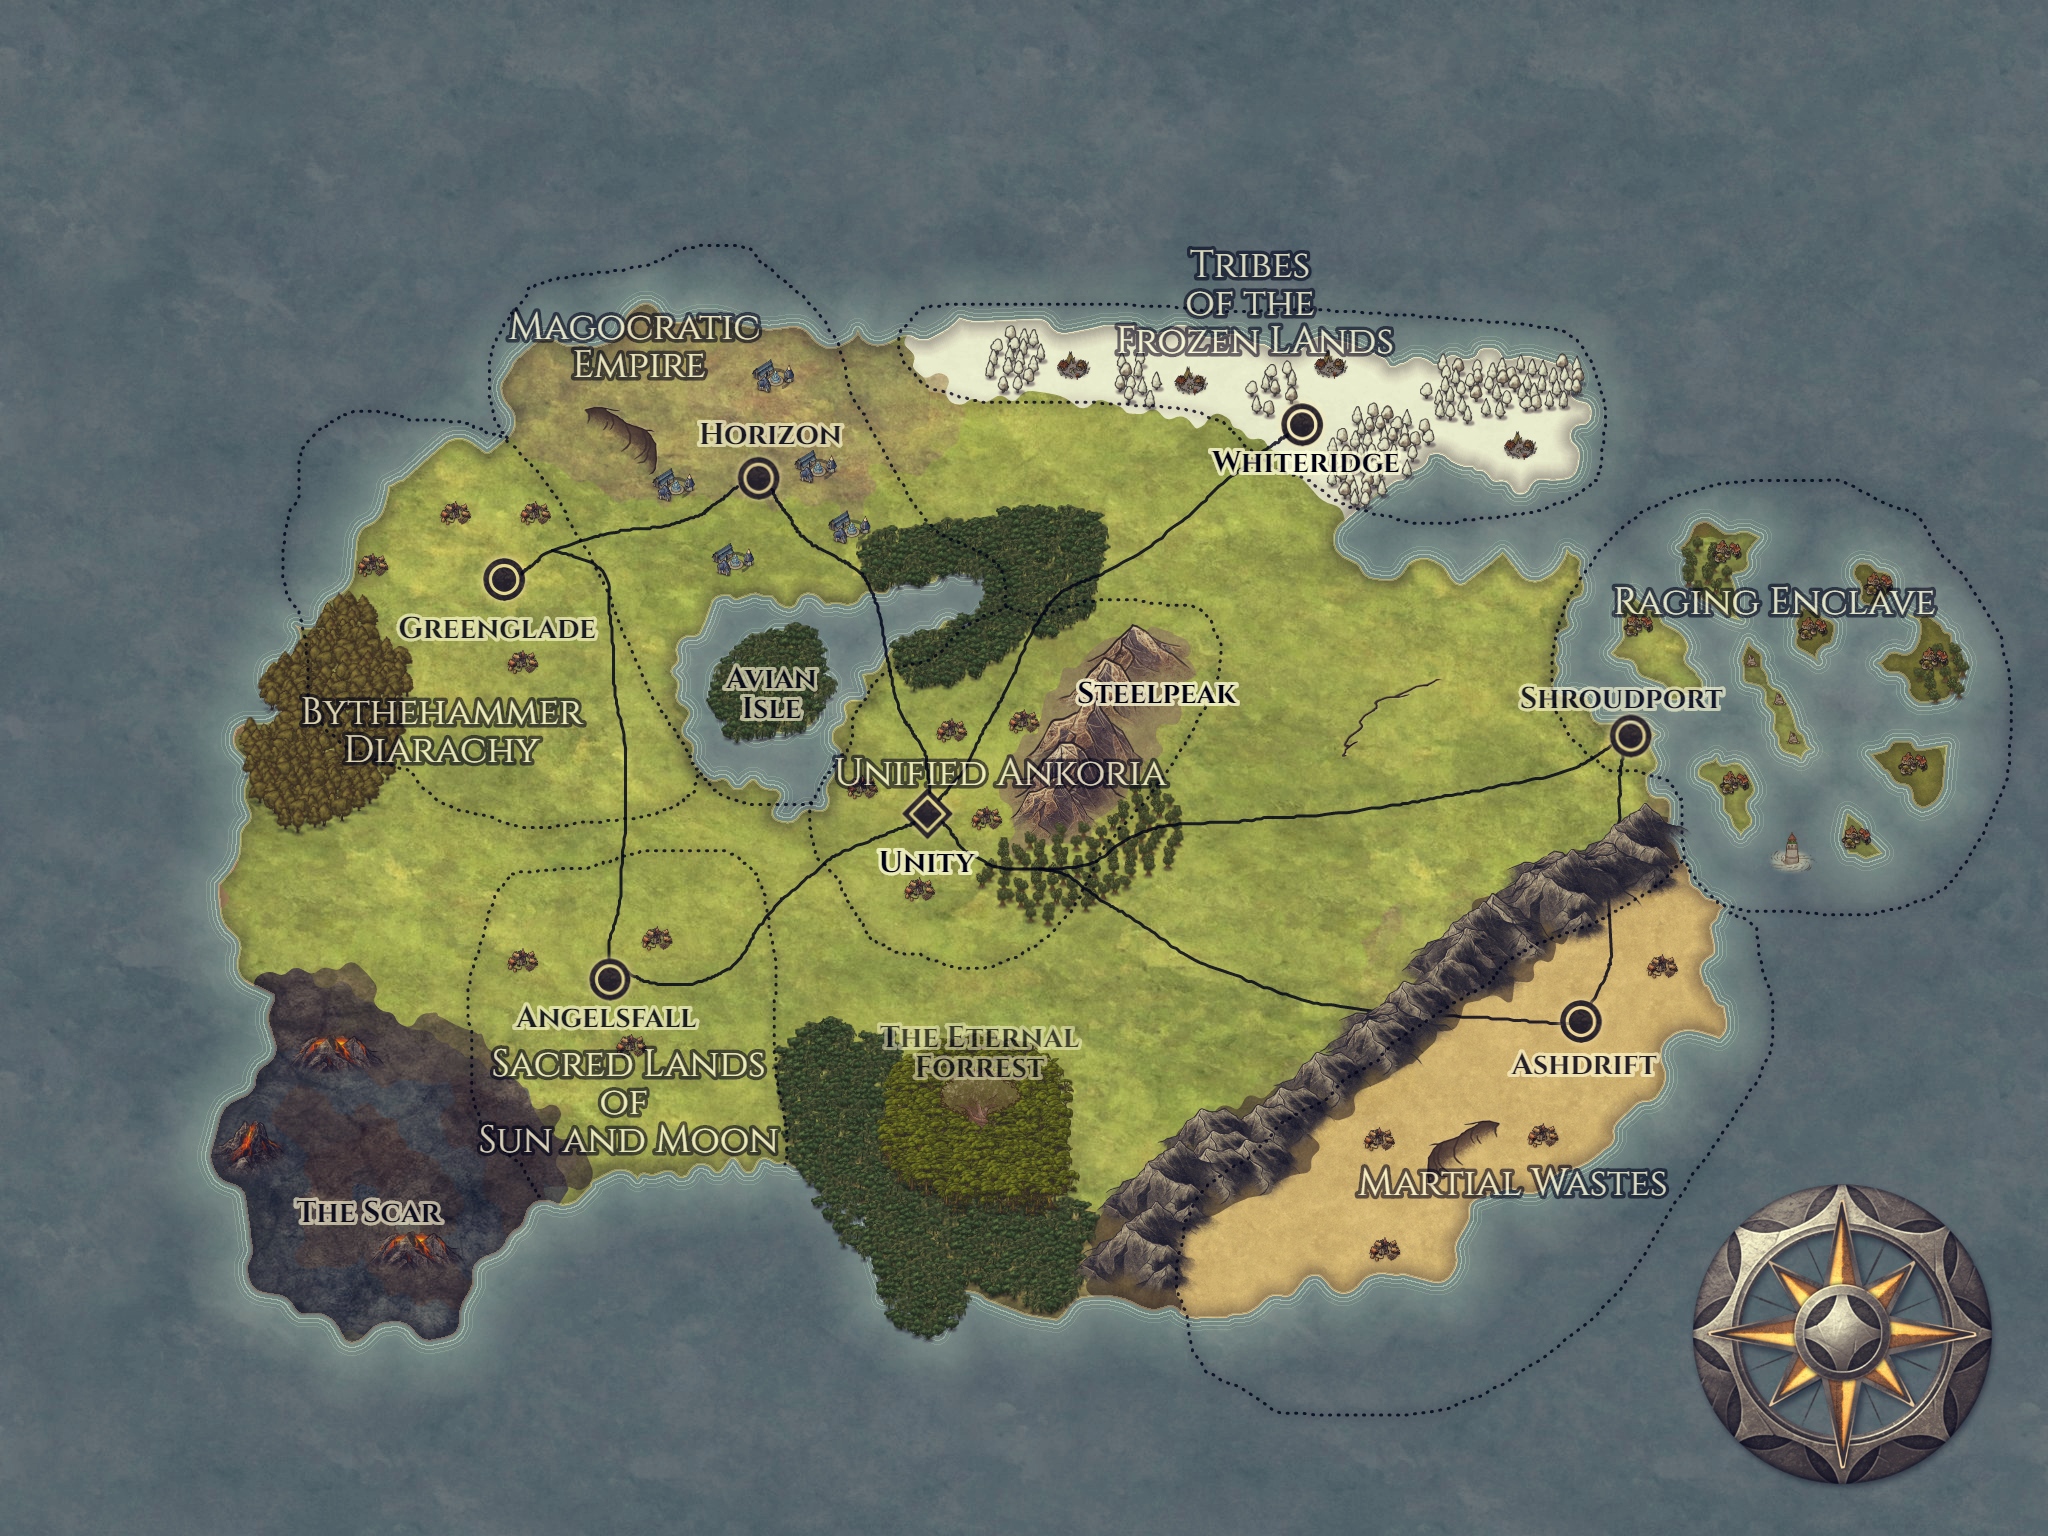 Tribes
of the
Frozen Lands
Magocratic
Empire
Horizon
Whiteridge
Raging Enclave
Greenglade
Avian
Isle
Steelpeak
Shroudport
Bythehammer
Diarachy
Unified Ankoria
Unity
Angelsfall
Sacred Lands
of
Sun and Moon
The Eternal
Forrest
Ashdrift
Martial Wastes
The Scar